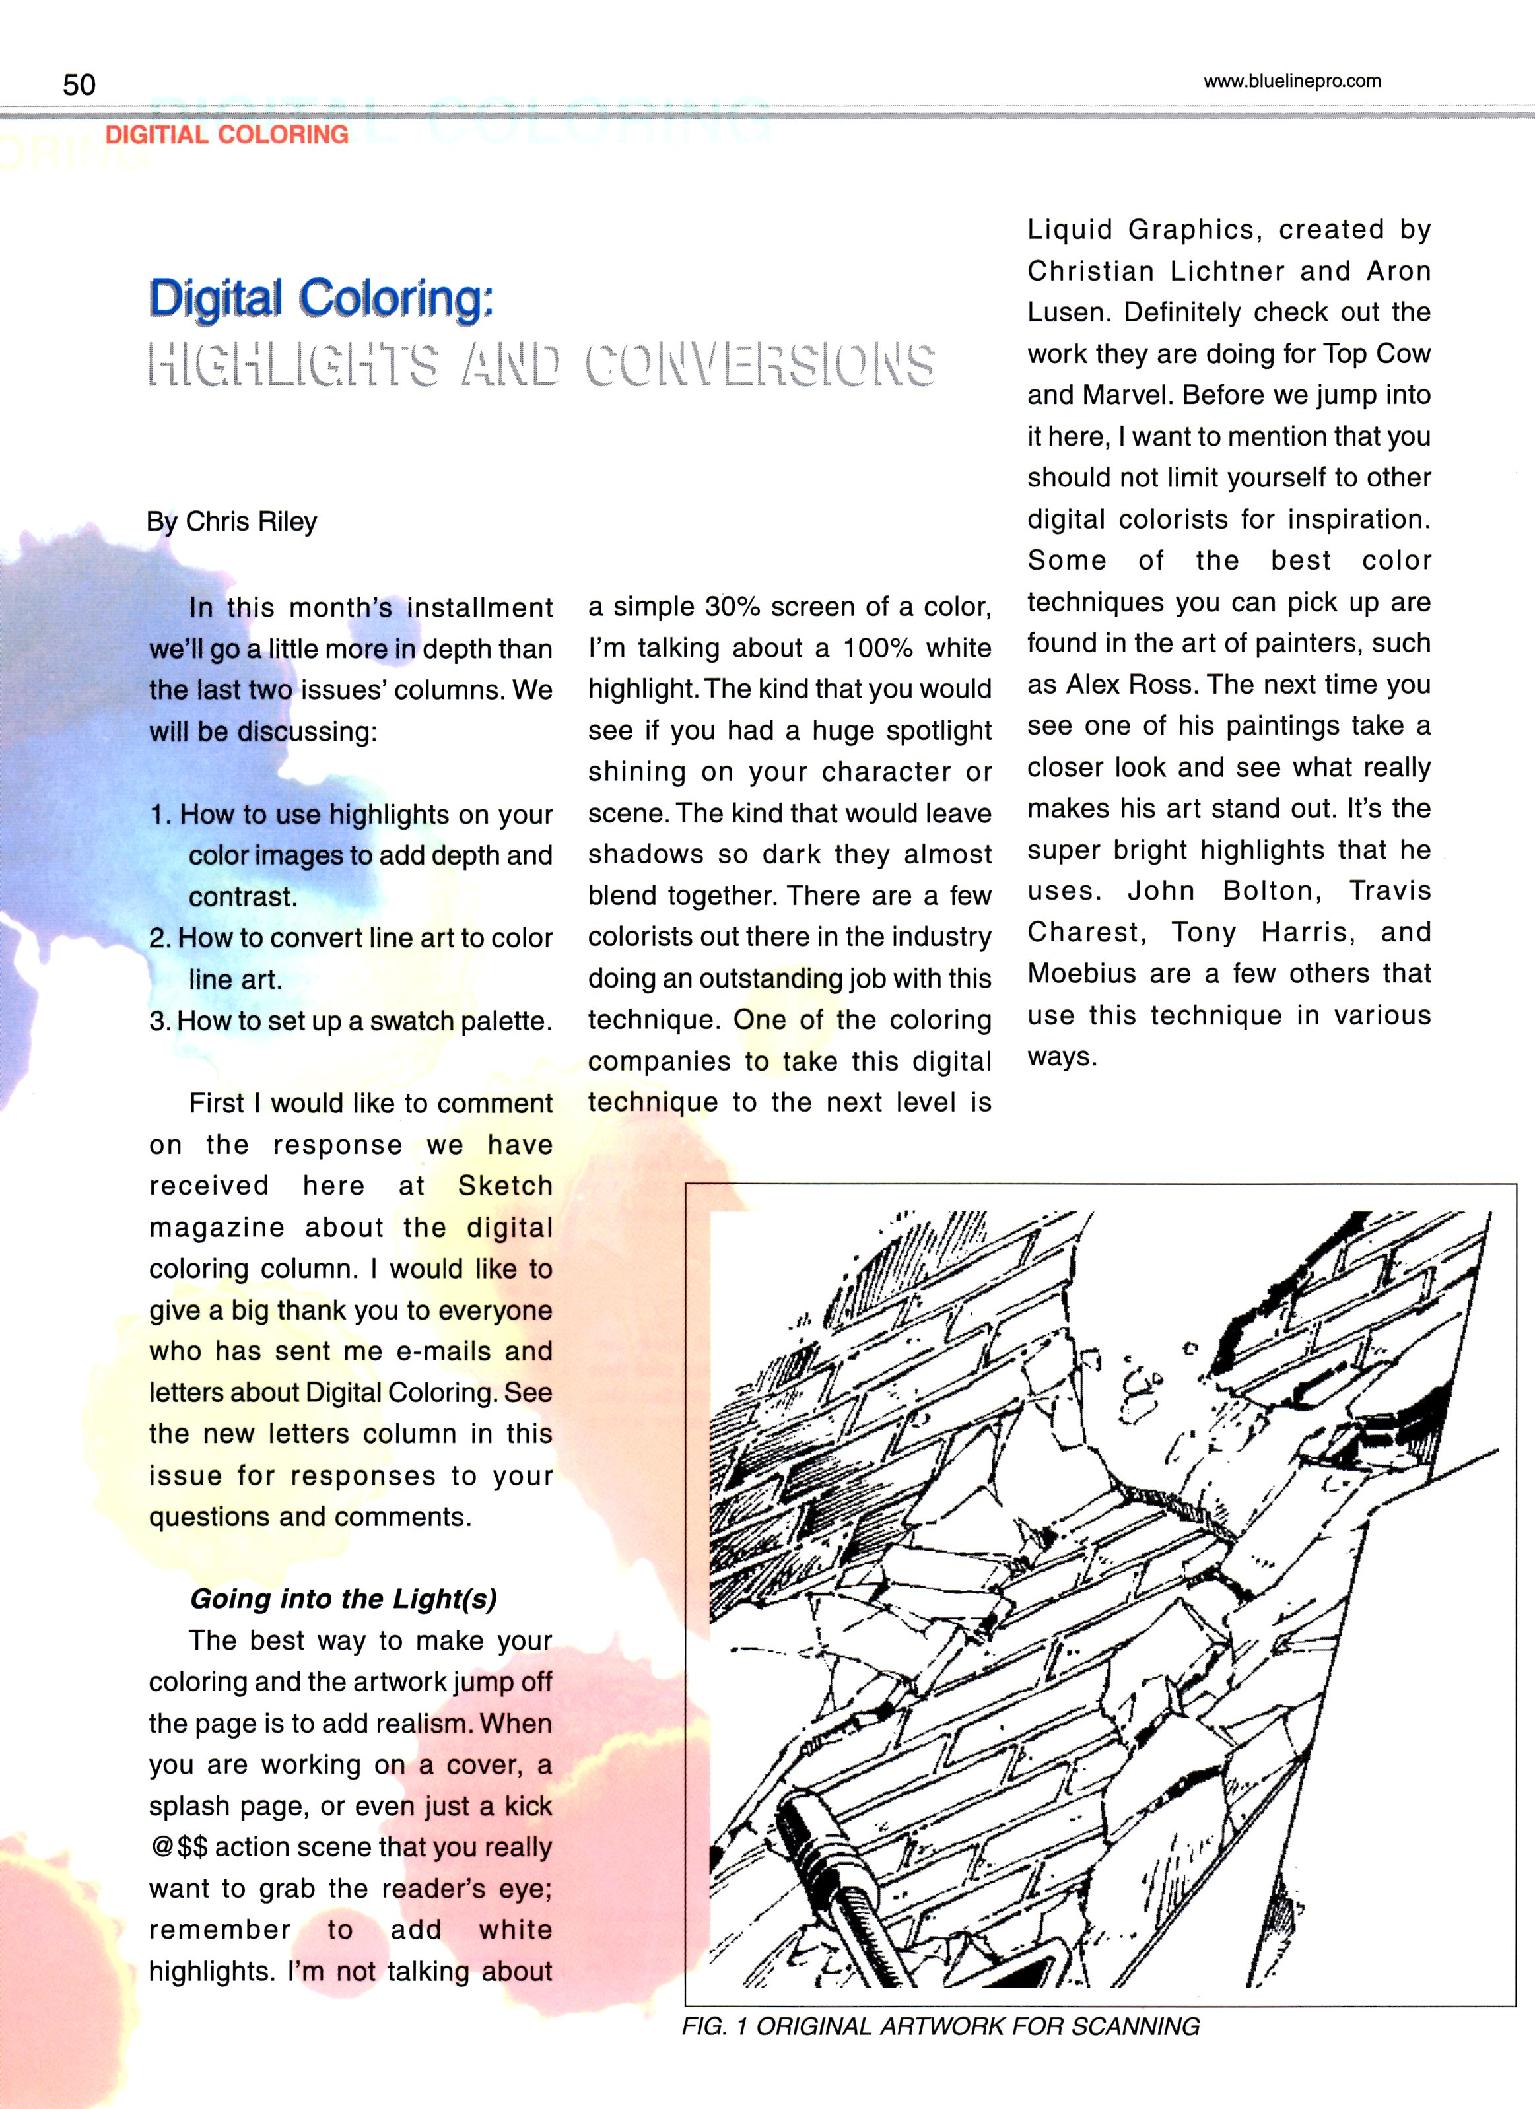 50
www.bluelinepro.com
DIGITAL COLORING
ORING
DIGITIAL COLORING
Digital Coloring:
HIGHLIGHTS AND CONVERSIONS
By Chris Riley
In this month's installment
we'll go a little more in depth than
the last two issues' columns. We
will be discussing:
1. How to use highlights on your
color images to add depth and
contrast.
2. How to convert line art to color
line art.
3. How to set up a swatch palette.
First I would like to comment
on the response we have
received here at Sketch
magazine about the digital
coloring column. I would like to
give a big thank you to everyone
who has sent me e-mails and
letters about Digital Coloring. See
the new letters column in this
issue for responses to your
questions and comments.
Going into the Light(s)
The best way to make your
coloring and the artwork jump off
the page is to add realism. When
you are working on a cover, a
splash page, or even just a kick
@$$ action scene that you really
want to grab the reader's eye;
remember to add white
highlights. I'm not talking about
a simple 30% screen of a color,
I'm talking about a 100% white
highlight. The kind that you would
see if you had a huge spotlight
shining on your character or
scene. The kind that would leave
shadows so dark they almost
blend together. There are a few
colorists out there in the industry
doing an outstanding job with this
technique. One of the coloring
companies to take this digital
technique to the next level is
Liquid Graphics, created by
Christian Lichtner and Aron
Lusen. Definitely check out the
work they are doing for Top Cow
and Marvel. Before we jump into
it here, I want to mention that you
should not limit yourself to other
digital colorists for inspiration.
Some of the best color
techniques you can pick up are
found in the art of painters, such
as Alex Ross. The next time you
see one of his paintings take a
closer look and see what really
makes his art stand out. It's the
super bright highlights that he
uses. John Bolton, Travis
Charest, Tony Harris, and
Moebius are a few others that
use this technique in various
ways.
FIG. 1 ORIGINAL ARTWORK FOR SCANNING